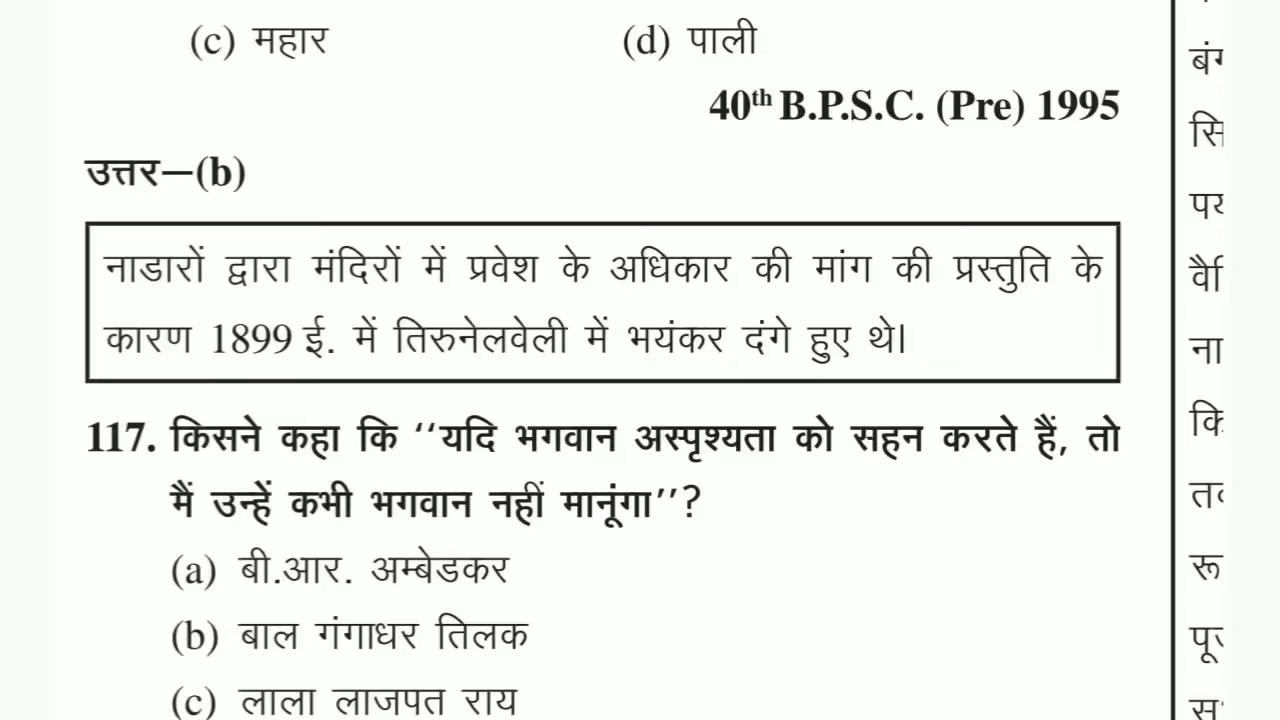 (c) महार (d) पाली
40th B.P.S.C. (Pre) 1995
उत्तर—(b)
नाडारों द्वारा मंदिरों में प्रवेश के अधिकार की मांग की प्रस्तुति के
कारण 1899 ई. में तिरुनेलवेली में भयंकर दंगे हुए थे।
117. किसने कहा कि ‘‘यदि भगवान अस्पृश्यता को सहन करते हैं, तो
मैं उन्हें कभी भगवान नहीं मानूंगा’’?
(a) बी.आर. अम्बेडकर
(b) बाल गंगाधर तिलक
(c) लाला लाजपत राय